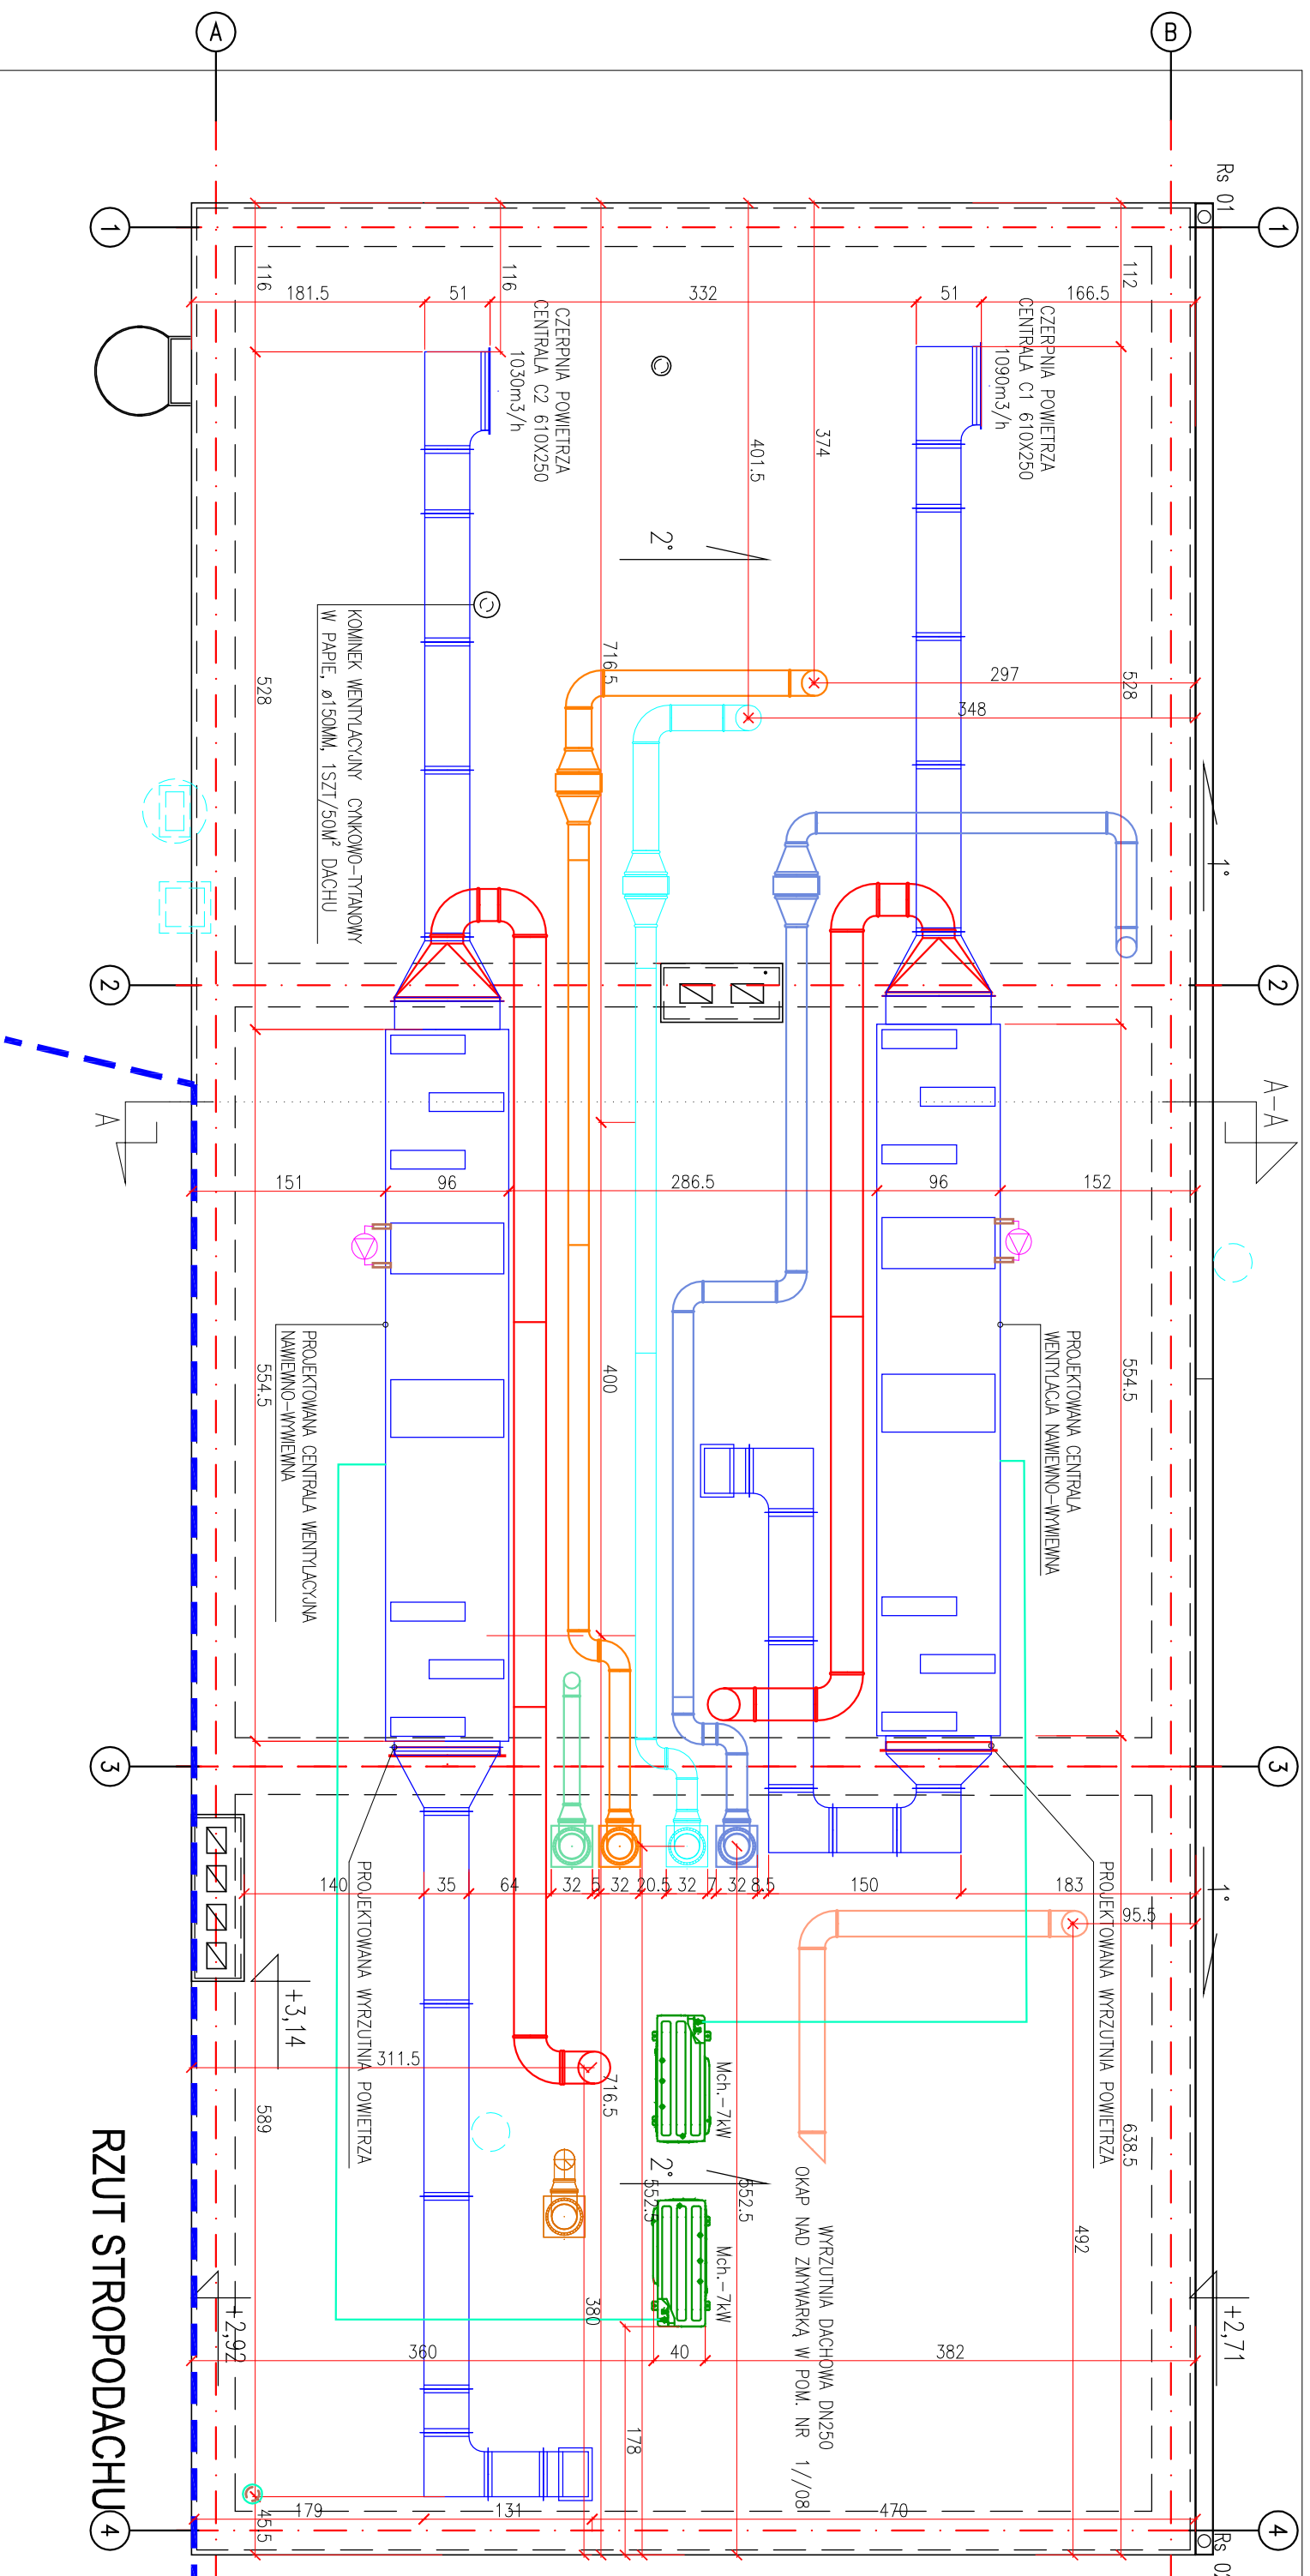 A
B
Rs 01
1
1
116
112
181.5
51
116
332
51
166.5
CZERPNIA POWIETRZA
CENTRALA C2 610X250
1030m3/h
CZERPNIA POWIETRZA
CENTRALA C1 610X250
1090m3/h
374
401.5
2°
KOMINEK WENTYLACYJNY CYNKOWO-TYTANOWY
W PAPIE, ø150MM, 1SZT/50M² DACHU
716.5
528
528
297
348
1°
2
2
A
A-A
151
96
286.5
96
152
PROJEKTOWANA CENTRALA WENTYLACYJNA
NAWIEWNO-WYWIEWNA
PROJEKTOWANA CENTRALA
WENTYLACJA NAWIEWNO-WYWIEWNA
554.5
400
554.5
3
3
140
35
64
32
5
32
20.5
32
7
32
8.5
150
183
1°
95.5
PROJEKTOWANA WYRZUTNIA POWIETRZA
PROJEKTOWANA WYRZUTNIA POWIETRZA
+3,14
311.5
589
716.5
Mch.-7kW
638.5
2°
552.5
552.5
492
WYRZUTNIA DACHOWA DN250
OKAP NAD ZMYWARKĄ W POM. NR 1//08
Mch.-7kW
380
+2,92
+2,71
360
40
382
178
179
131
470
45.5
RZUT STROPODACHU
4
4